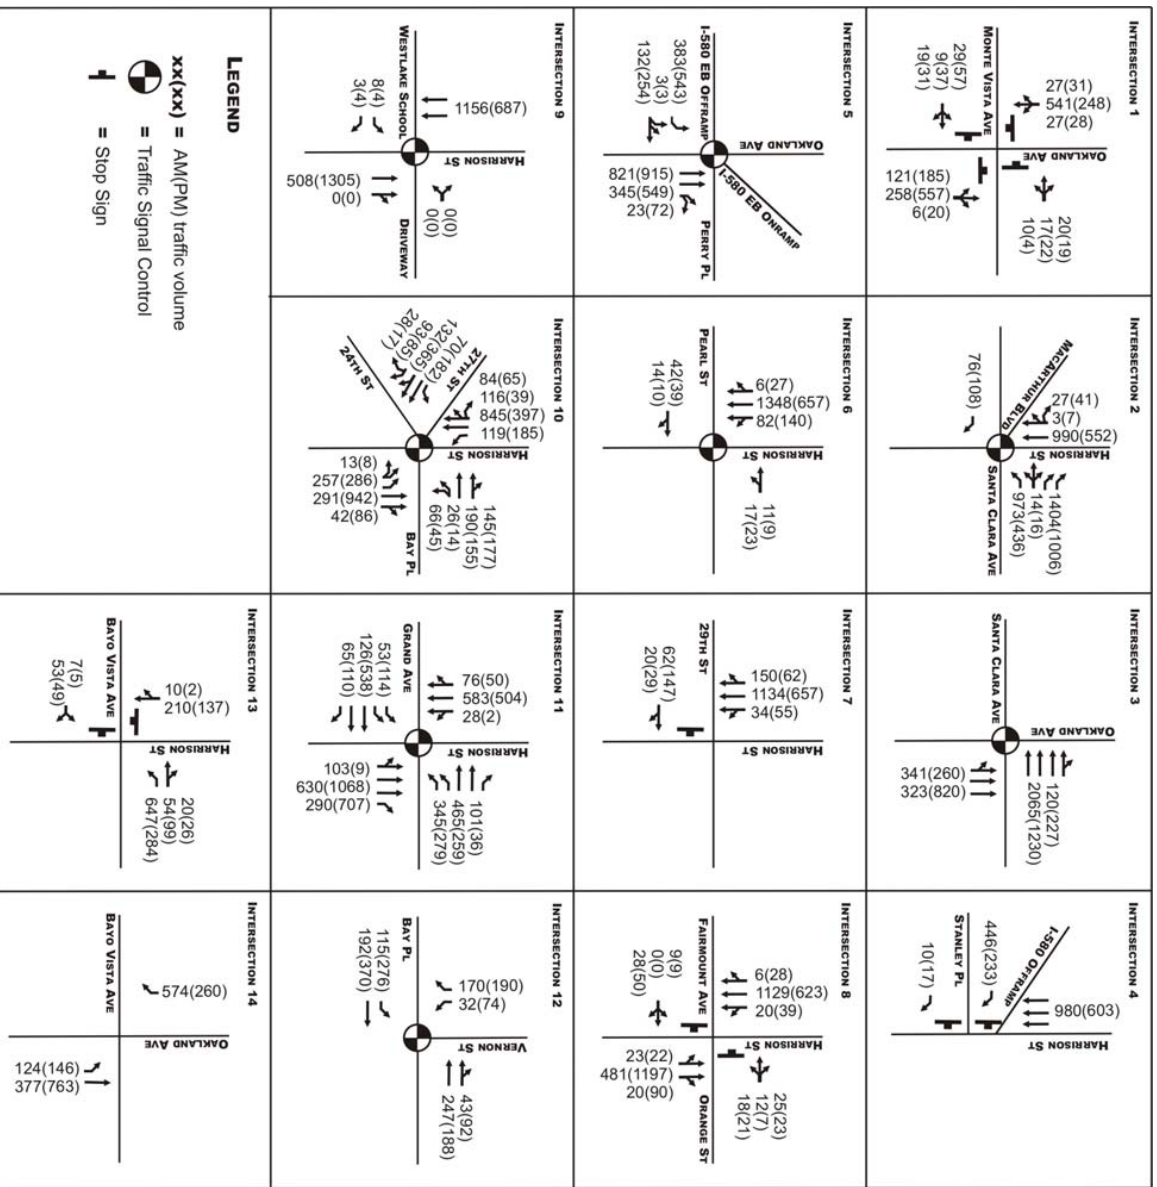 INTERSECTION 1
MONTE VISTA AVE
OAKLAND AVE
29(57)
9(37)
19(31)
27(31)
541(248)
27(28)
121(185)
258(557)
6(20)
20(19)
17(22)
10(4)
INTERSECTION 2
MACARTHUR BLVD
HARRISON ST
SANTA CLARA AVE
76(108)
27(41)
3(7)
990(552)
1404(1006)
14(16)
973(436)
INTERSECTION 3
SANTA CLARA AVE
OAKLAND AVE
341(260)
323(820)
120(227)
2065(1230)
INTERSECTION 4
I-580 OFFRAMP
STANLEY PL
HARRISON ST
446(233)
10(17)
980(603)
INTERSECTION 5
I-580 EB OFFRAMP
OAKLAND AVE
I-580 EB ONRAMP
PERRY PL
383(543)
3(3)
132(254)
821(915)
345(549)
23(72)
INTERSECTION 6
PEARL ST
HARRISON ST
42(39)
14(10)
6(27)
1348(657)
82(140)
11(9)
17(23)
INTERSECTION 7
29TH ST
HARRISON ST
62(147)
20(29)
150(62)
1134(657)
34(55)
INTERSECTION 8
FAIRMOUNT AVE
HARRISON ST
ORANGE ST
9(9)
0(0)
28(50)
6(28)
1129(623)
20(39)
23(22)
481(1197)
20(90)
25(23)
12(7)
18(21)
INTERSECTION 9
WESTLAKE SCHOOL
HARRISON ST
DRIVEWAY
8(4)
3(4)
1156(687)
508(1305)
0(0)
0(0)
0(0)
INTERSECTION 10
27TH ST
24TH ST
HARRISON ST
BAY PL
70(182)
132(365)
93(85)
28(17)
84(65)
116(39)
845(397)
119(185)
13(8)
257(286)
291(942)
42(86)
145(177)
190(155)
26(14)
66(45)
INTERSECTION 11
GRAND AVE
HARRISON ST
53(114)
126(538)
65(110)
76(50)
583(504)
28(2)
103(9)
630(1068)
290(707)
101(36)
465(259)
345(279)
INTERSECTION 12
BAY PL
VERNON ST
115(276)
192(370)
170(190)
32(74)
43(92)
247(188)
LEGEND
xx(xx) = AM(PM) traffic volume
= Traffic Signal Control
= Stop Sign
INTERSECTION 13
BAYO VISTA AVE
HARRISON ST
7(5)
53(49)
10(2)
210(137)
20(26)
54(99)
647(284)
INTERSECTION 14
BAYO VISTA AVE
OAKLAND AVE
574(260)
124(146)
377(763)